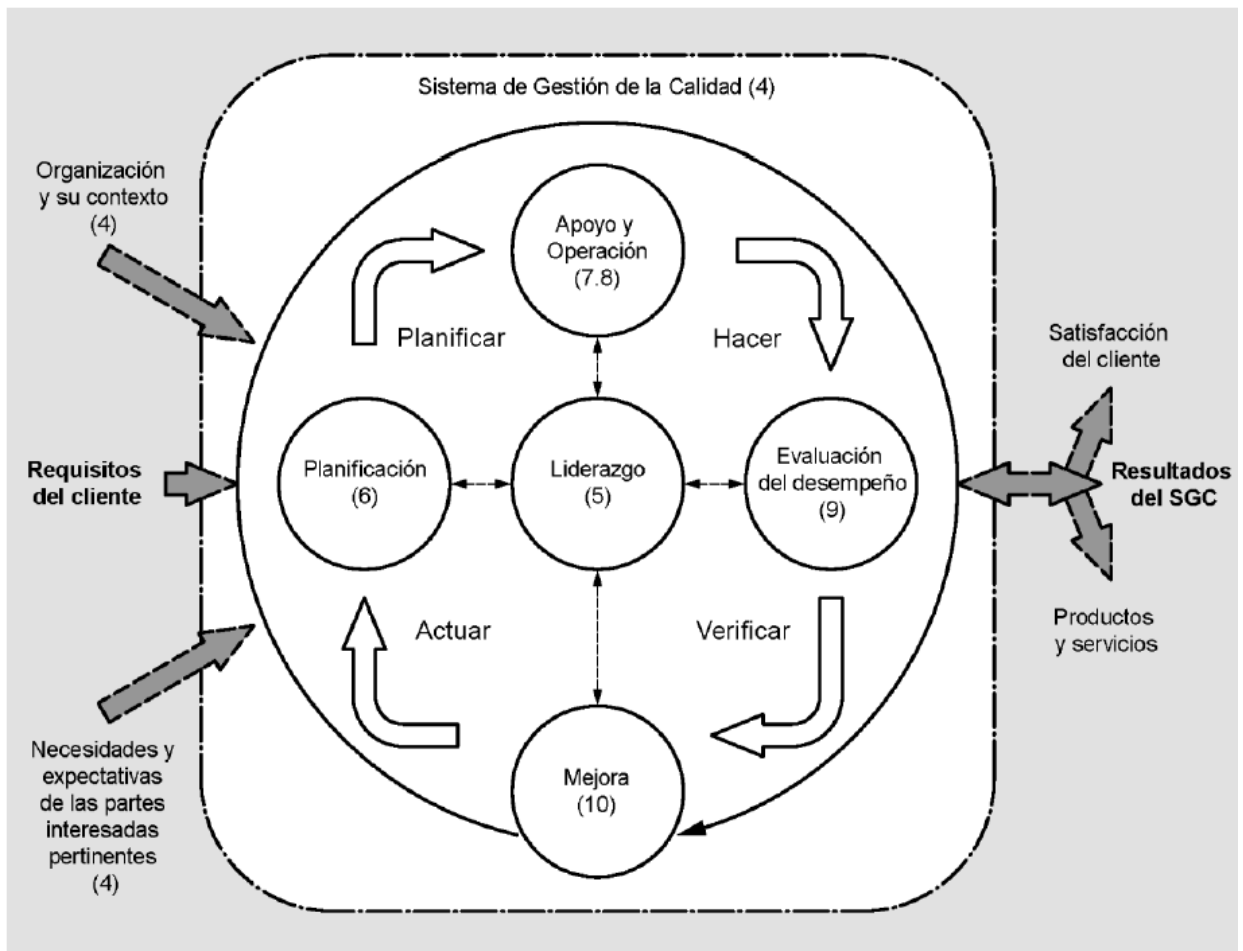 Sistema de Gestión de la Calidad (4)
Organización
y su contexto
(4)
Apoyo y
Operación
(7.8)
Planificar
Hacer
Satisfacción
del cliente
Requisitos
del cliente
Planificación
(6)
Liderazgo
(5)
Evaluación
del desempeño
(9)
Resultados
del SGC
Actuar
Verificar
Productos
y servicios
Necesidades y
expectativas
de las partes
interesadas
pertinentes
(4)
Mejora
(10)